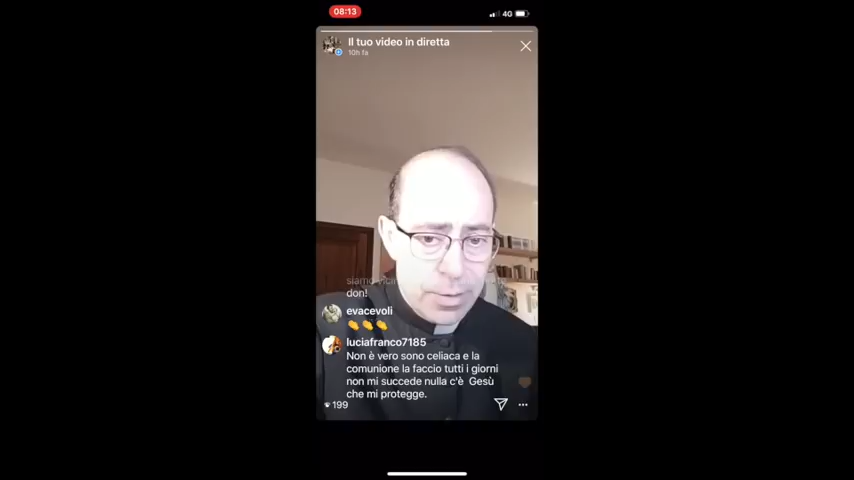 08:13
4G
Il tuo video in diretta
10h fa
siamo
don!
evacevoli
luciafranco7185
Non è vero sono celiaca e la
comunione la faccio tutti i giorni
non mi succede nulla c'è Gesù
che mi protegge.
199